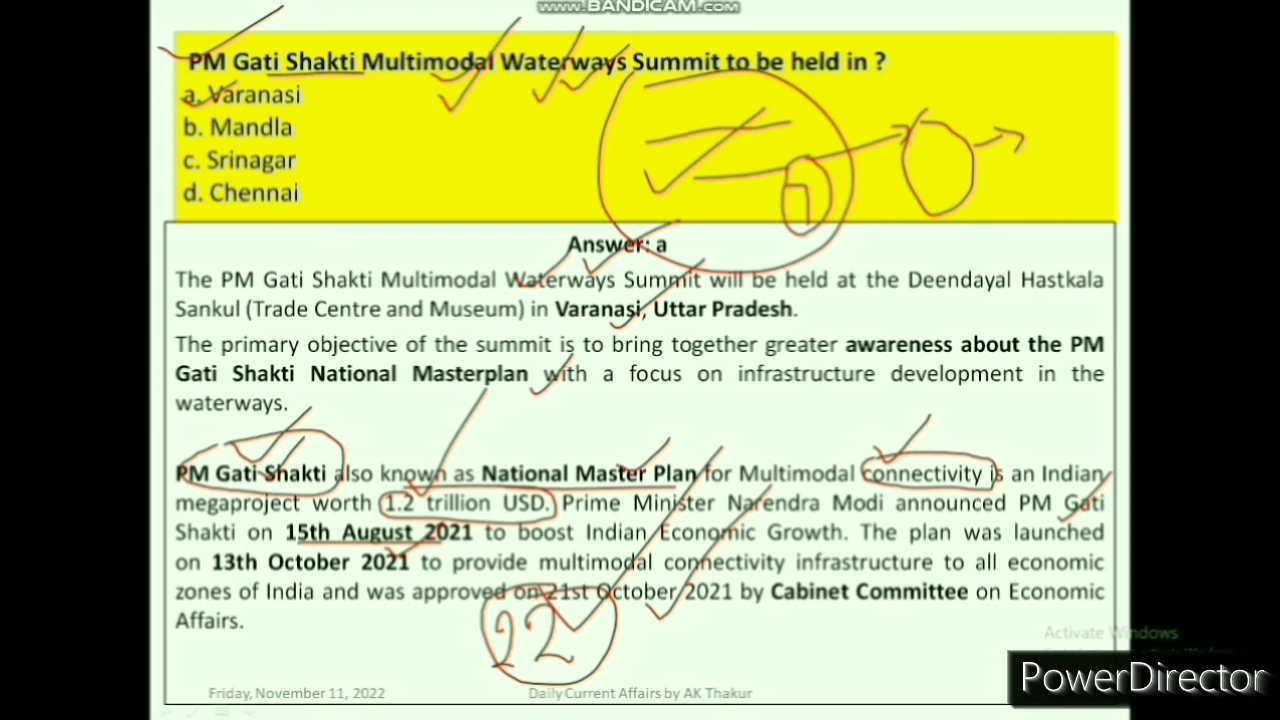 WWW.BANDICAM.COM
PM Gati Shakti Multimodal Waterways Summit to be held in ?
a. Varanasi
b. Mandla
c. Srinagar
d. Chennai
Answer: a
The PM Gati Shakti Multimodal Waterways Summit will be held at the Deendayal Hastkala
Sankul (Trade Centre and Museum) in Varanasi, Uttar Pradesh.
The primary objective of the summit is to bring together greater awareness about the PM
Gati Shakti National Masterplan with a focus on infrastructure development in the
waterways.
PM Gati Shakti also known as National Master Plan for Multimodal connectivity is an Indian
megaproject worth 1.2 trillion USD. Prime Minister Narendra Modi announced PM Gati
Shakti on 15th August 2021 to boost Indian Economic Growth. The plan was launched
on 13th October 2021 to provide multimodal connectivity infrastructure to all economic
zones of India and was approved on 21st October 2021 by Cabinet Committee on Economic
Affairs.
22
Activate Windows
Friday, November 11, 2022
Daily Current Affairs by AK Thakur
PowerDirector